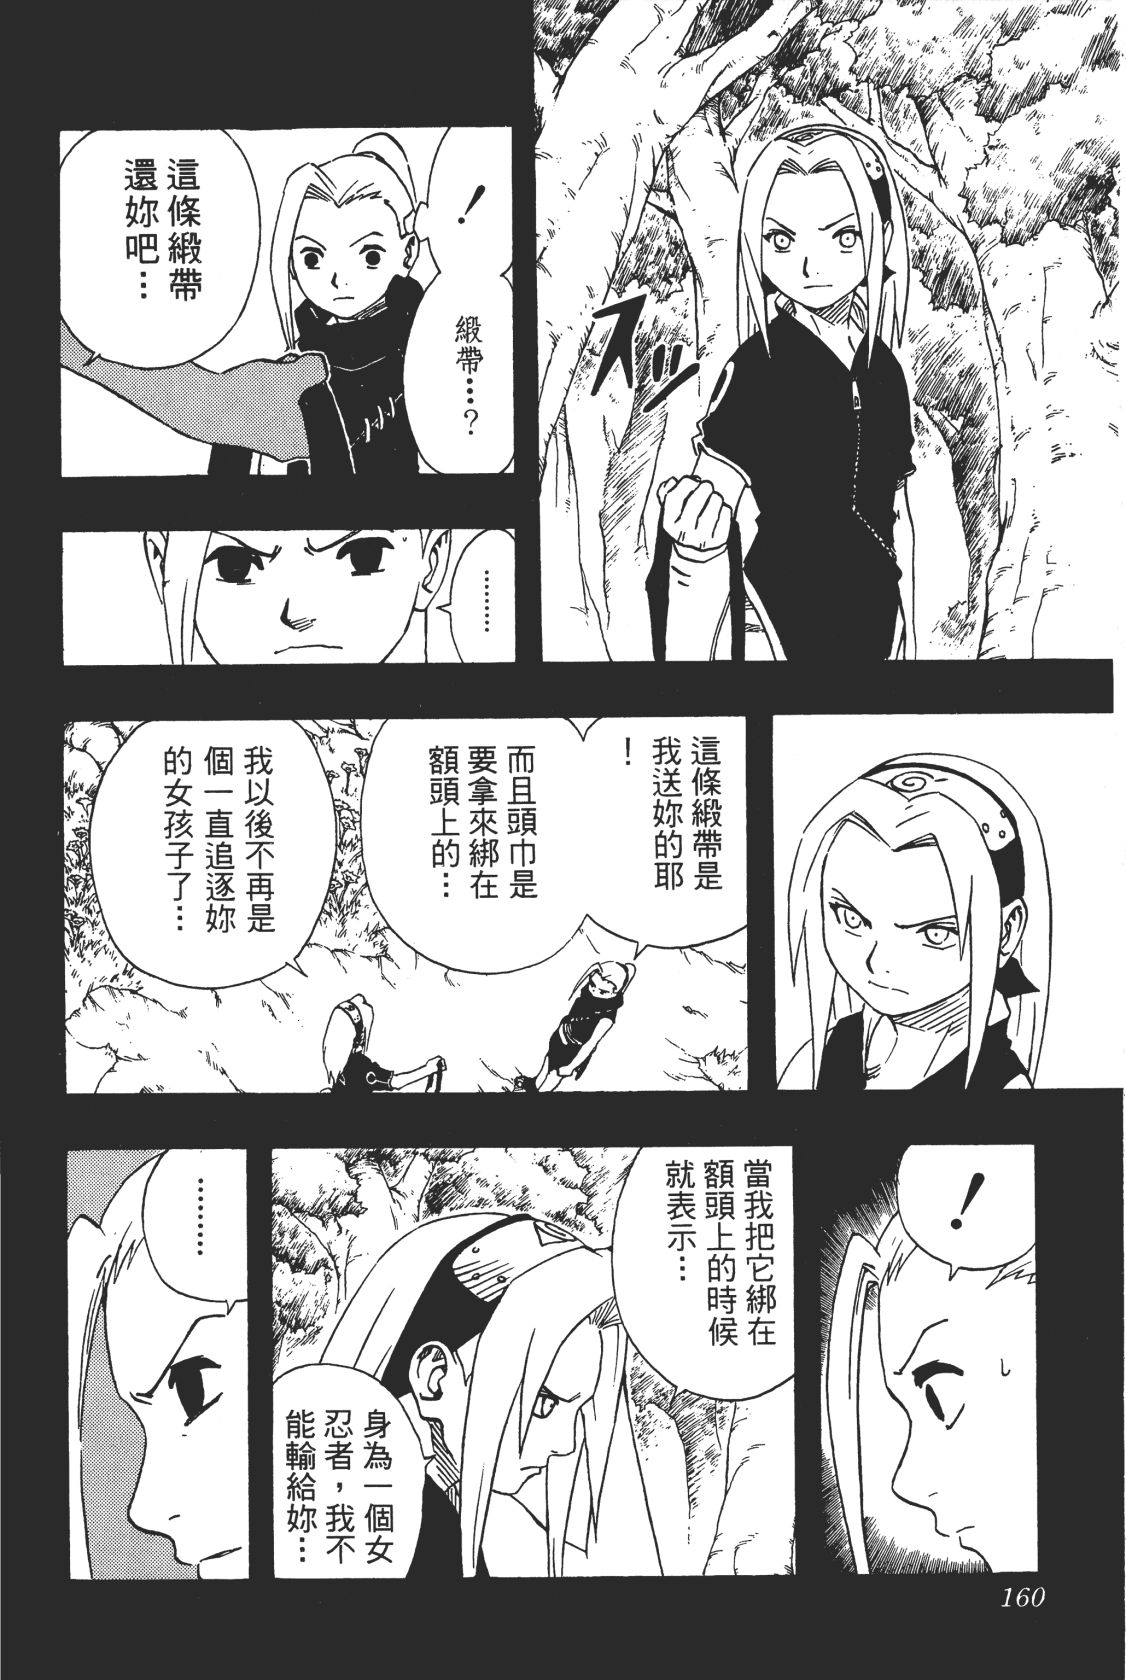 スッ
！
緞帶…？
這條緞帶
還妳吧…
………
這條緞帶是
我送妳的耶
！
而且頭巾是
要拿來綁在
額頭上的…
我以後不再是
個一直追逐妳
的女孩子了…
！
當我把它綁在
額頭上的時候
就表示…
身為一個女
忍者，我不
能輸給妳…
………
160